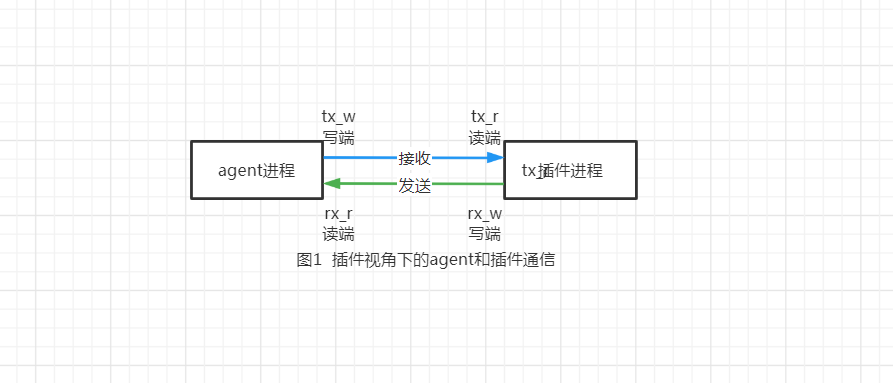 tx_w
写端
tx_r
读端
agent进程
接收
发送
tx插件进程
rx_r
读端
rx_w
写端
图1 插件视角下的agent和插件通信